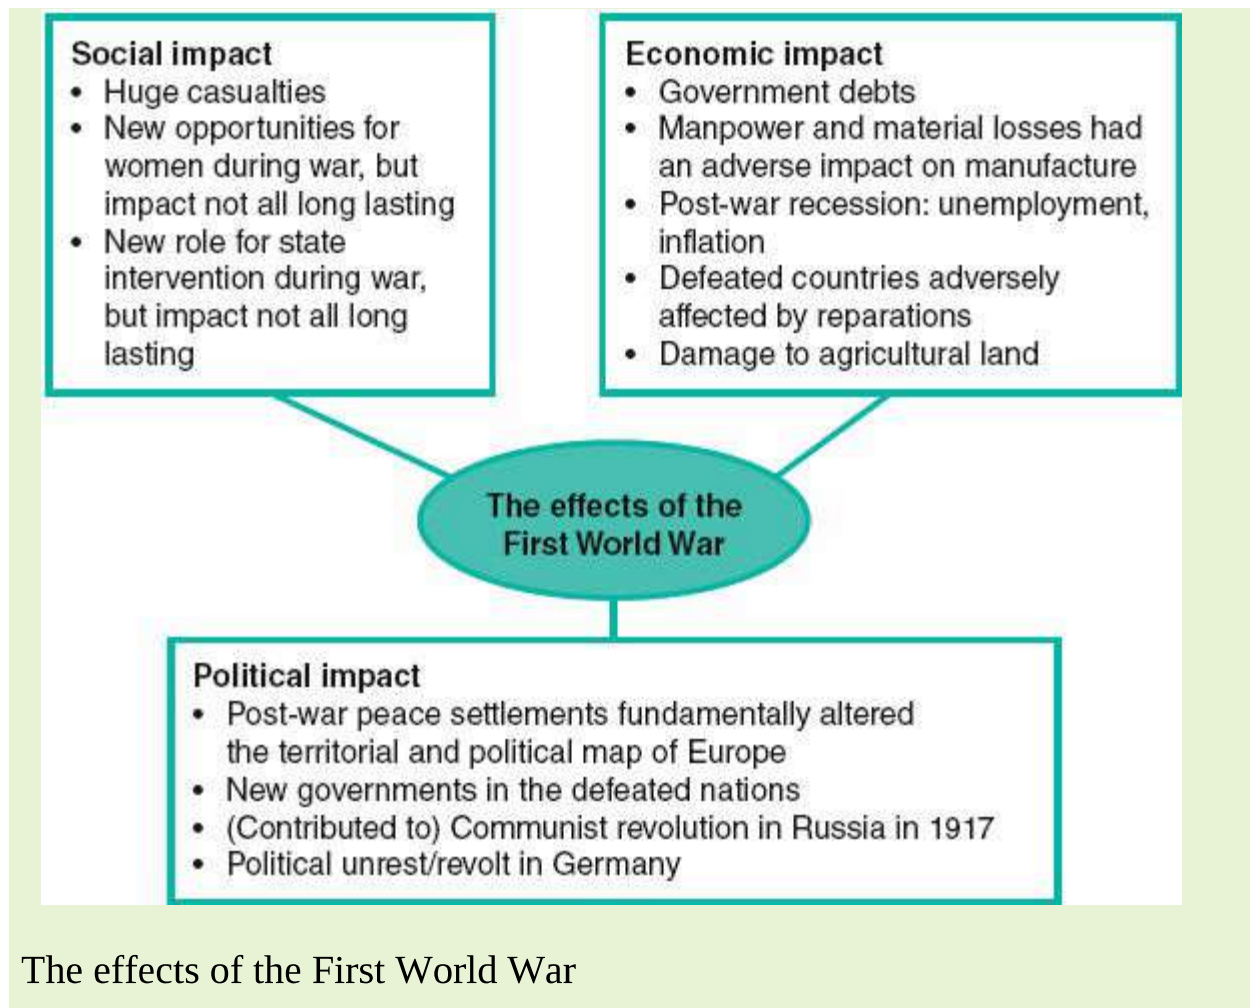 Social impact
• Huge casualties
• New opportunities for
women during war, but
impact not all long lasting
• New role for state
intervention during war,
but impact not all long
lasting
Economic impact
• Government debts
• Manpower and material losses had
an adverse impact on manufacture
• Post-war recession: unemployment,
inflation
• Defeated countries adversely
affected by reparations
• Damage to agricultural land
The effects of the
First World War
Political impact
• Post-war peace settlements fundamentally altered
the territorial and political map of Europe
• New governments in the defeated nations
• (Contributed to) Communist revolution in Russia in 1917
• Political unrest/revolt in Germany
The effects of the First World War